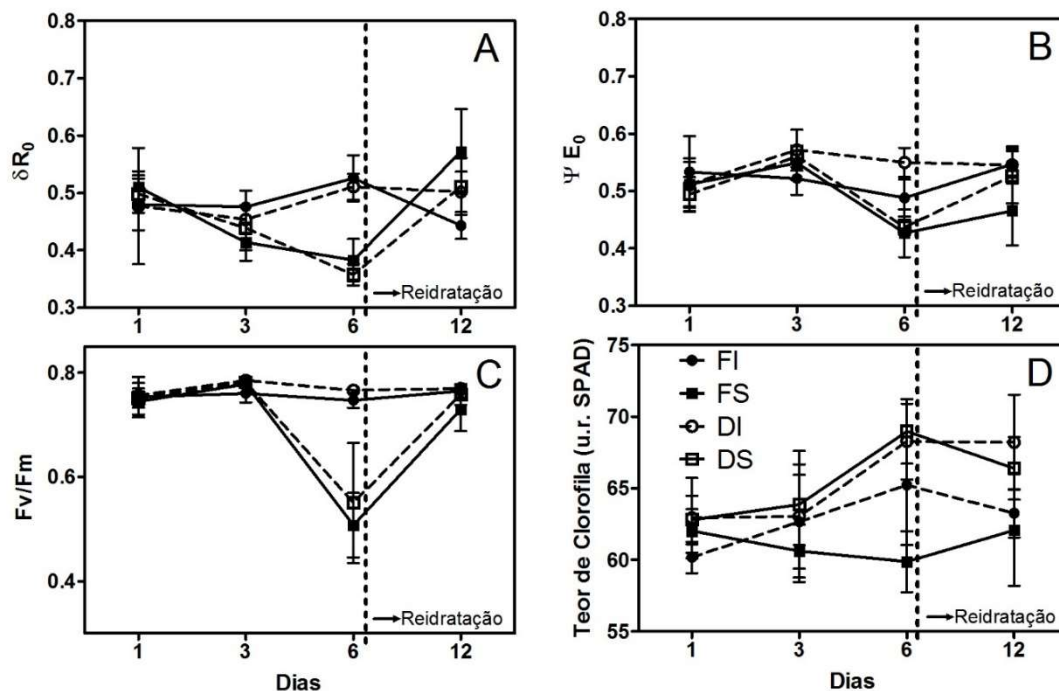 A
δR0
0.8
0.7
0.6
0.5
0.4
0.3
1
3
6
12
→Reidratação
B
Ψ E0
0.8
0.7
0.6
0.5
0.4
0.3
1
3
6
12
→Reidratação
C
Fv/Fm
0.8
0.6
0.4
1
3
6
12
→Reidratação
Dias
D
Teor de Clorofila (u.r. SPAD)
75
70
65
60
55
FI
FS
DI
DS
1
3
6
12
→Reidratação
Dias